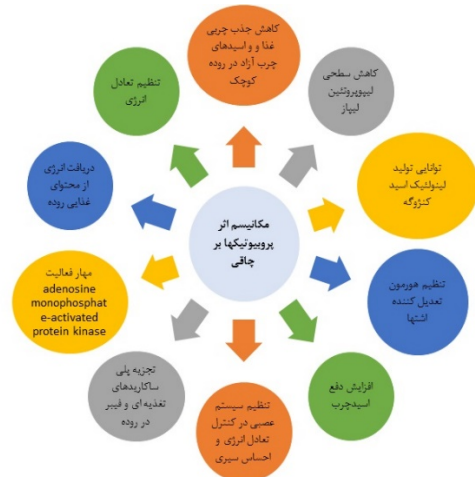 مکانیسم اثر
پروبیوتیکها بر
چاقی
کاهش جذب چربی
غذا و و اسیدهای
چرب آزاد در روده
کوچک
کاهش سطحی
لیپوپروتئین
لیپاز
توانایی تولید
لینولئیک اسید
کنژوگه
تنظیم هورمون
تعدیل کننده
اشتها
افزایش دفع
اسیدچرب
تنظیم سیستم
عصبی در کنترل
تعادل انرژی و
احساس سیری
تجزیه پلی
ساکاریدهای
تغذیه ای و فیبر
در روده
مهار فعالیت
adenosine
monophosphat
e-activated
protein kinase
دریافت انرژی
از محتوای
غذایی روده
تنظیم تعادل
انرژی